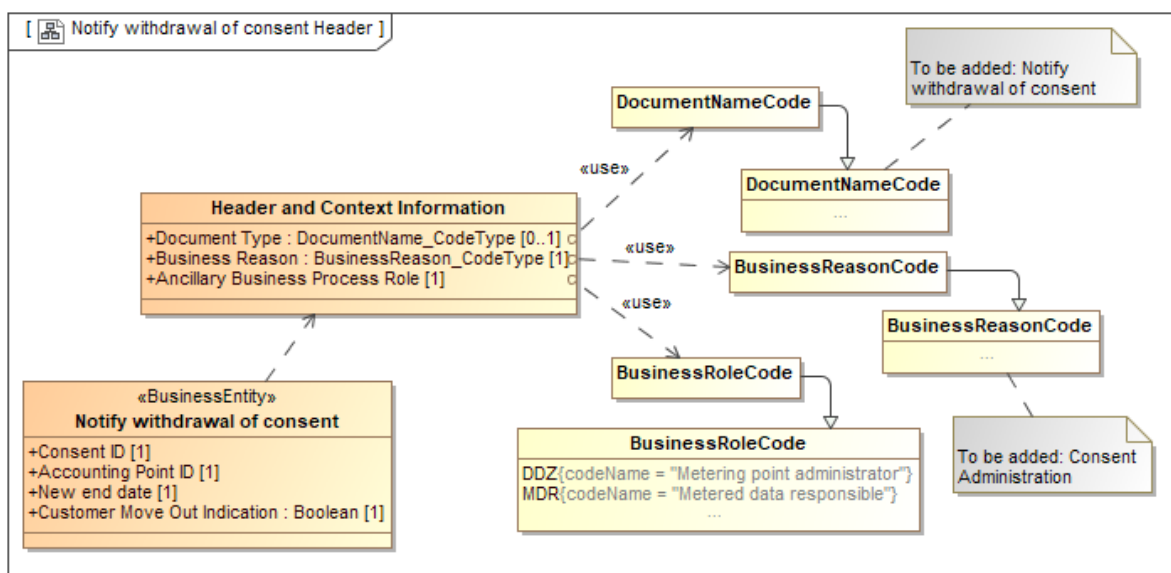 [ Notify withdrawal of consent Header ]
To be added: Notify
withdrawal of consent
DocumentNameCode
«use»
DocumentNameCode
...
Header and Context Information
+Document Type : DocumentName_CodeType [0..1]
+Business Reason : BusinessReason_CodeType [1]
+Ancillary Business Process Role [1]
«use»
BusinessReasonCode
«use»
BusinessReasonCode
...
BusinessRoleCode
«BusinessEntity»
Notify withdrawal of consent
+Consent ID [1]
+Accounting Point ID [1]
+New end date [1]
+Customer Move Out Indication : Boolean [1]
BusinessRoleCode
DDZ{codeName = "Metering point administrator"}
MDR{codeName = "Metered data responsible"}
...
To be added: Consent
Administration